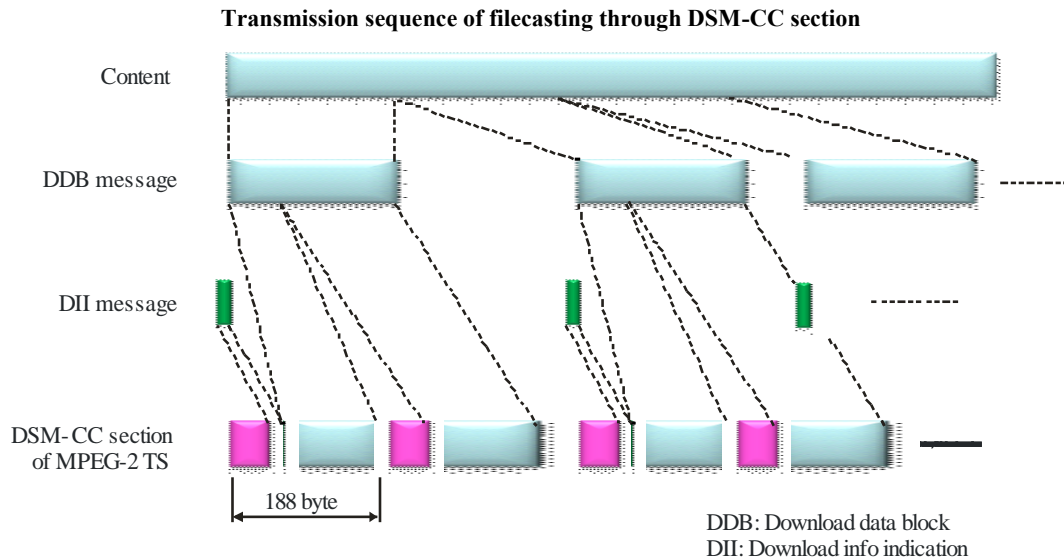 Transmission sequence of filecasting through DSM-CC section
Content
DDB message
DII message
DSM-CC section
of MPEG-2 TS
188 byte
DDB: Download data block
DII: Download info indication